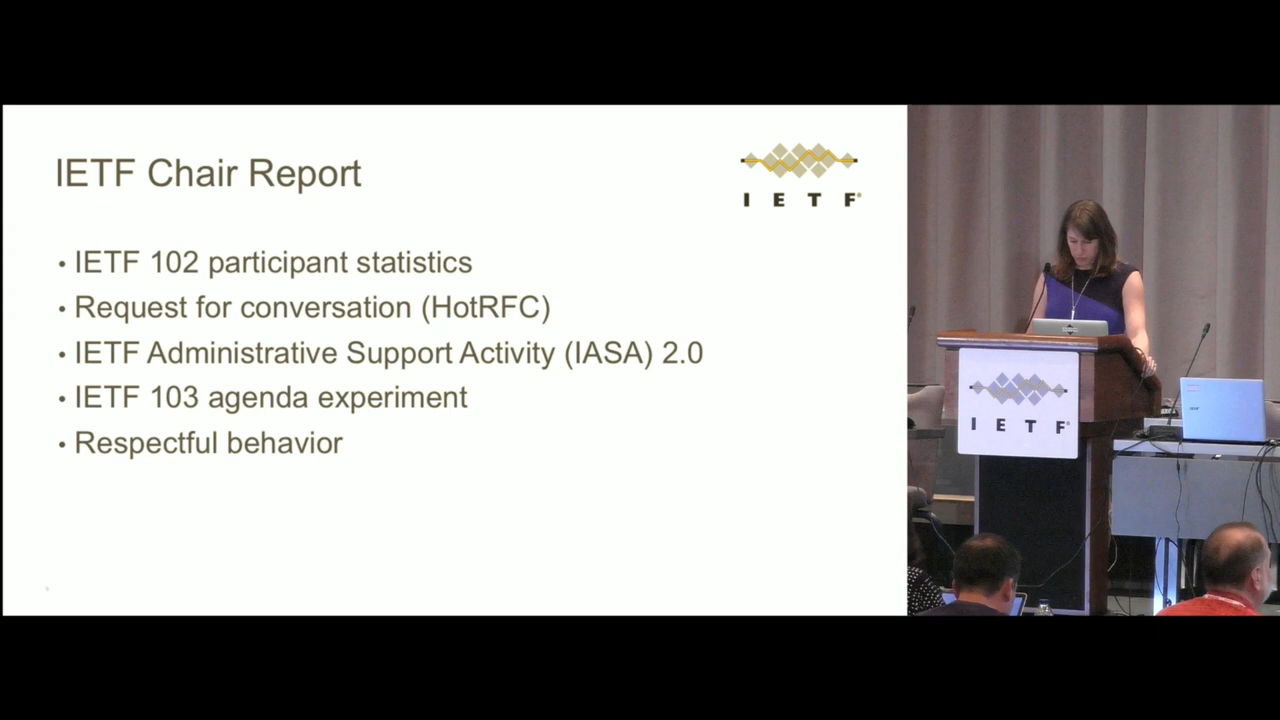 IETF Chair Report
I E T F®
• IETF 102 participant statistics
• Request for conversation (HotRFC)
• IETF Administrative Support Activity (IASA) 2.0
• IETF 103 agenda experiment
• Respectful behavior
I E T F®